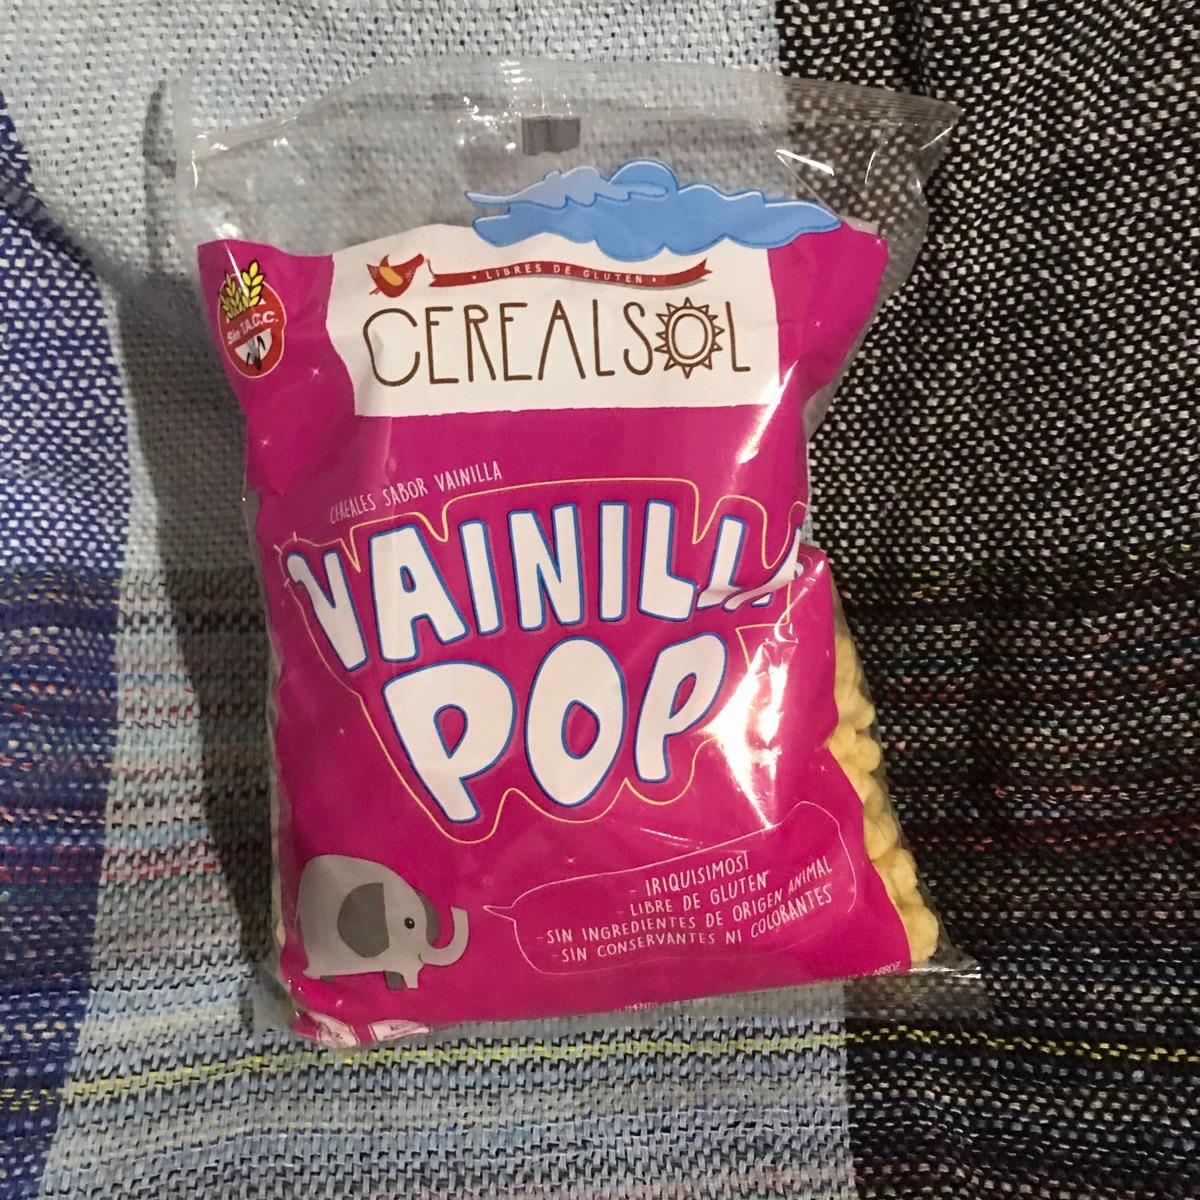 LIBRES DE GLUTEN
Sin T.A.C.C.
CEREALSOL
CEREALES SABOR VAINILLA
VAINILLA
POP
- ¡RIQUISIMOS!
- LIBRE DE GLUTEN
- SIN INGREDIENTES DE ORIGEN ANIMAL
- SIN CONSERVANTES NI COLORANTES
ARROZ